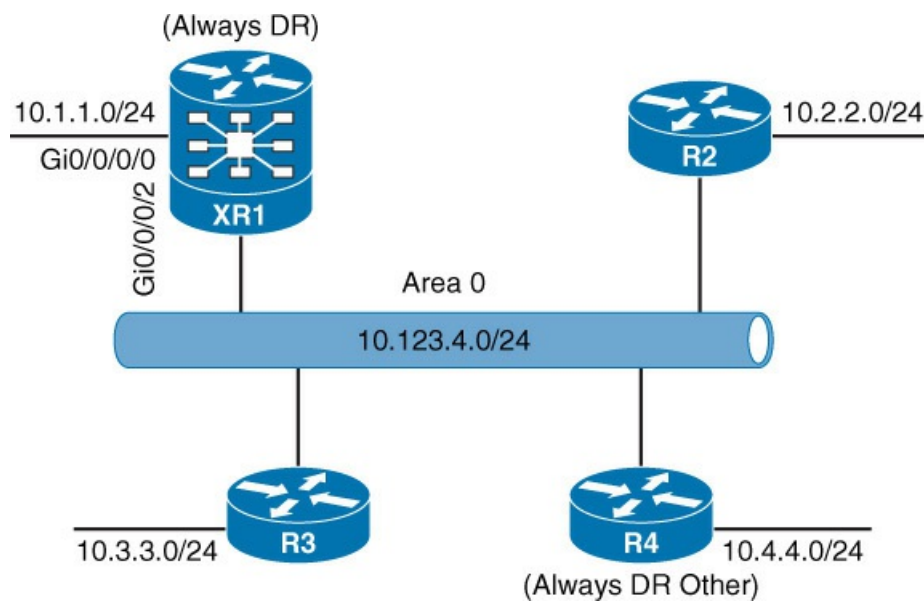 (Always DR)
10.1.1.0/24
Gi0/0/0/0
XR1
Gi0/0/0/2
R2
10.2.2.0/24
Area 0
10.123.4.0/24
R3
10.3.3.0/24
R4
10.4.4.0/24
(Always DR Other)